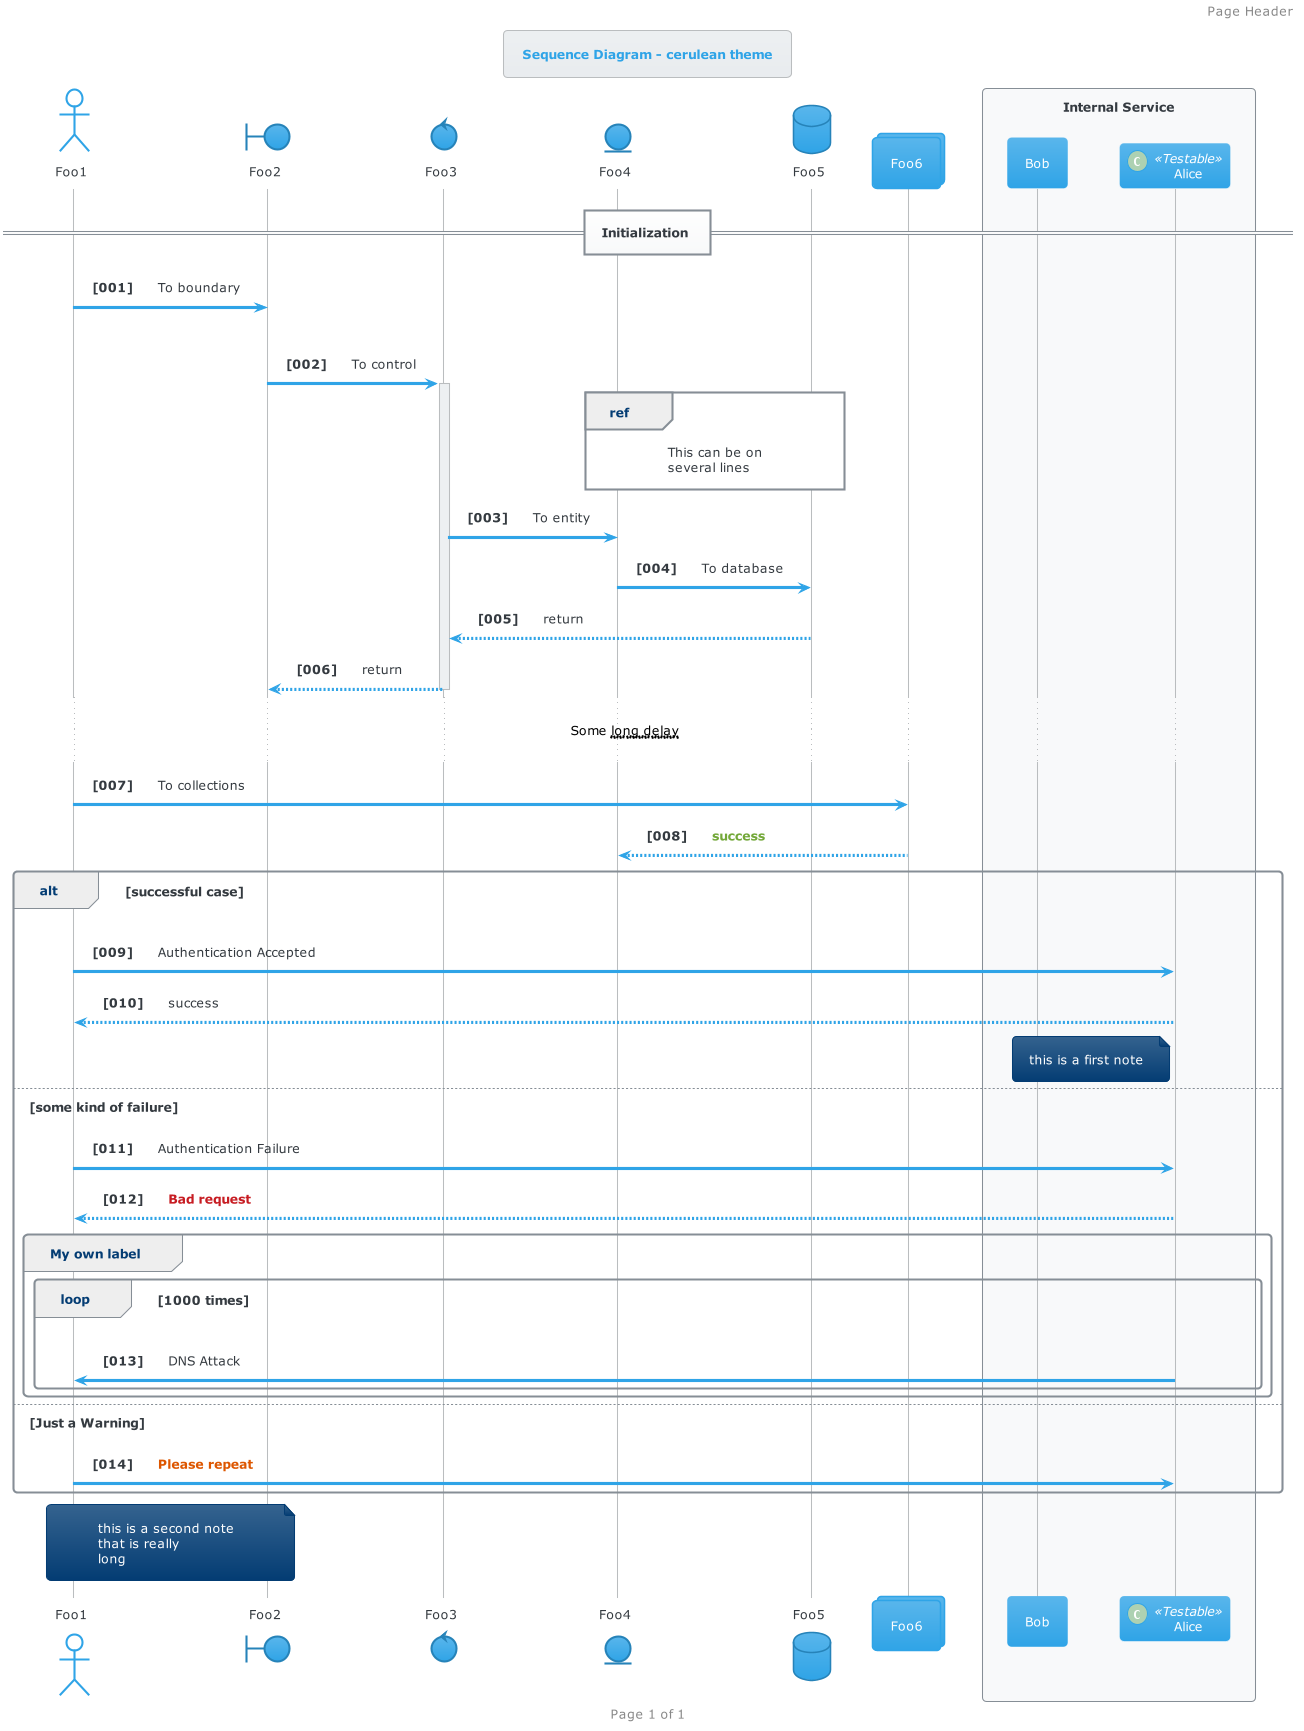 Page Header
Sequence Diagram - cerulean theme
Internal Service
Foo1 Foo2 Foo3 Foo4 Foo5 Foo6 Bob C «Testable»
Alice
Initialization
[001] To boundary
[002] To control
ref
This can be on
several lines
[003] To entity
[004] To database
[005] return
[006] return
Some long delay
[007] To collections
[008] success
alt [successful case]
[009] Authentication Accepted
[010] success
this is a first note
[some kind of failure]
[011] Authentication Failure
[012] Bad request
My own label
loop [1000 times]
[013] DNS Attack
[Just a Warning]
[014] Please repeat
this is a second note
that is really
long
Foo1 Foo2 Foo3 Foo4 Foo5 Foo6 Bob C «Testable»
Alice
Page 1 of 1